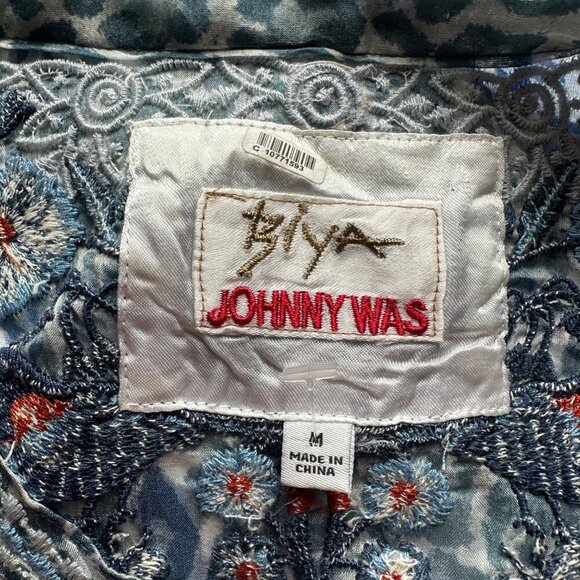 C 10771593
Biya
JOHNNY WAS
M
MADE IN
CHINA